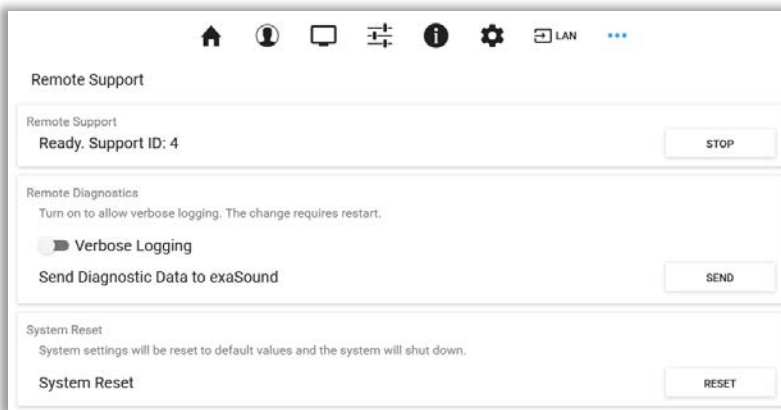 LAN
Remote Support
Remote Support
Ready. Support ID: 4
STOP
Remote Diagnostics
Turn on to allow verbose logging. The change requires restart.
Verbose Logging
Send Diagnostic Data to exaSound
SEND
System Reset
System settings will be reset to default values and the system will shut down.
System Reset
RESET